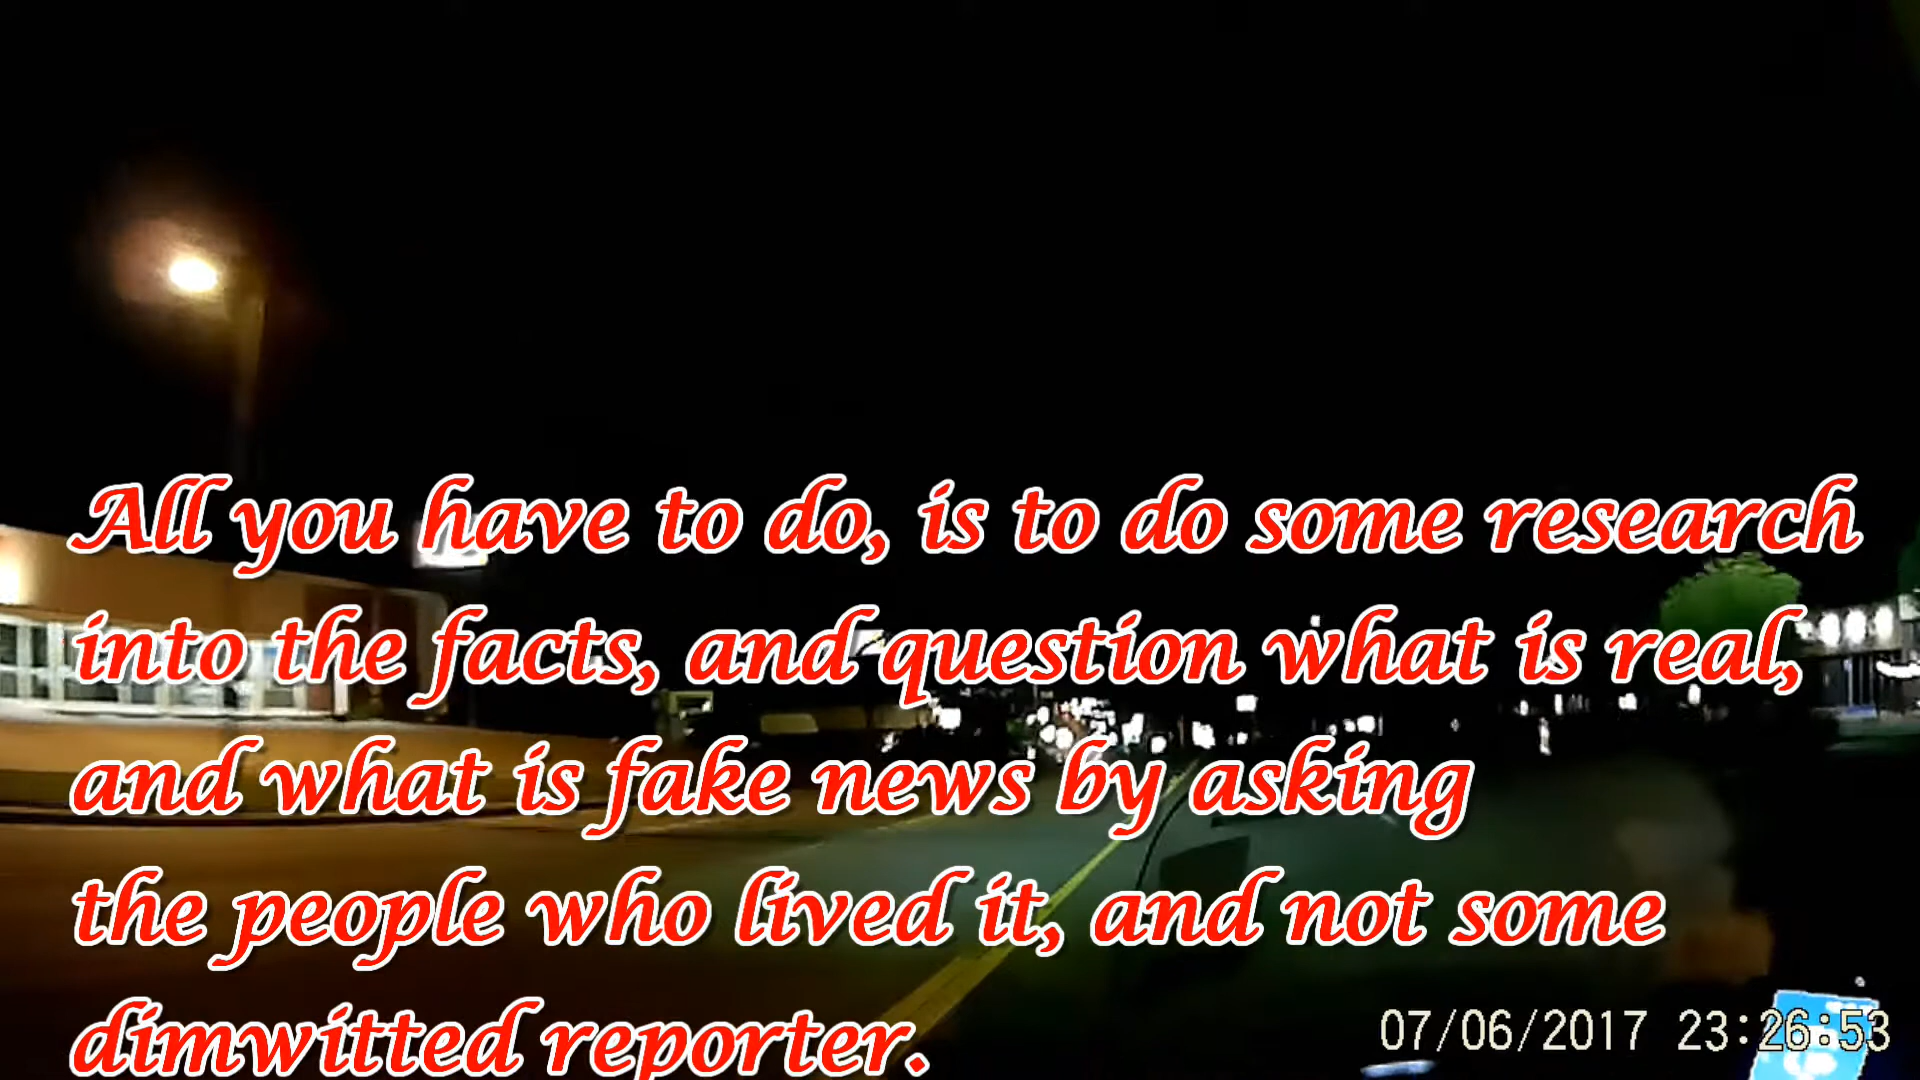 All you have to do, is to do some research
into the facts, and question what is real,
and what is fake news by asking
the people who lived it, and not some
dimwitted reporter.
07/06/2017 23:26:53